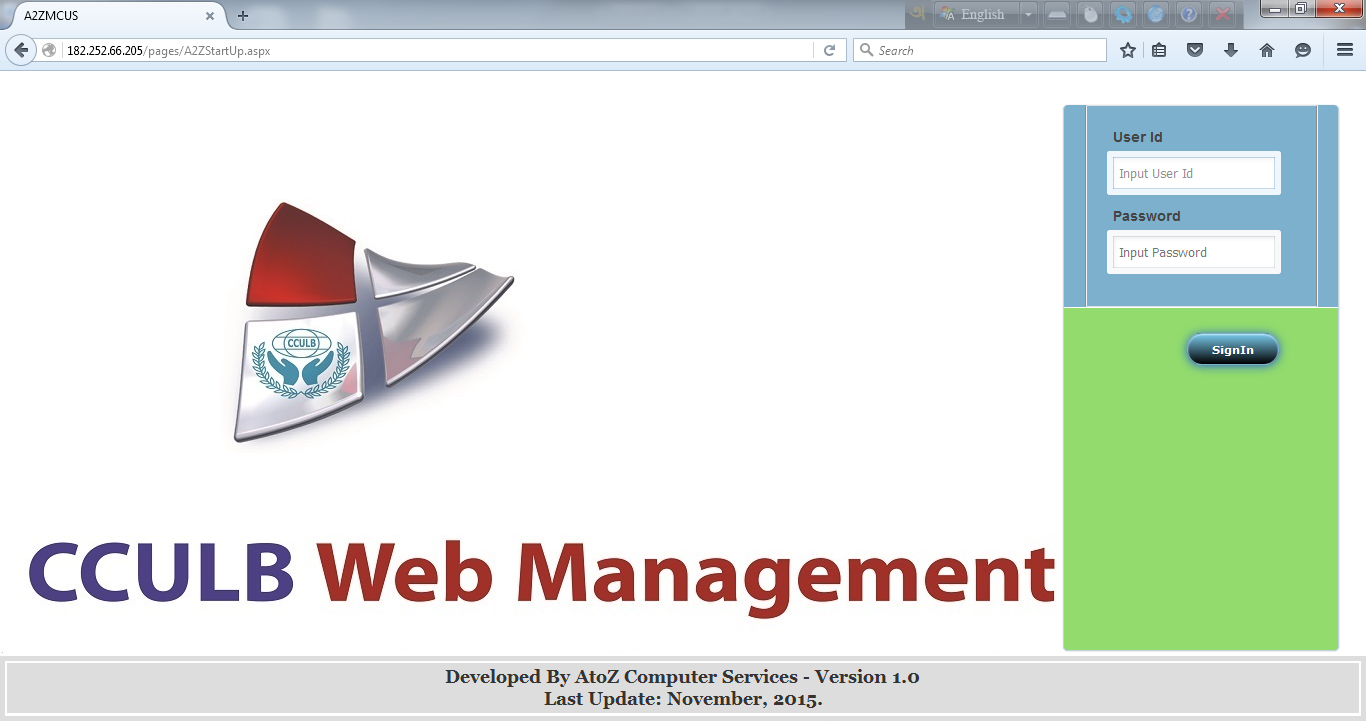 A2ZMCUS
English
182.252.66.205/pages/A2ZStartUp.aspx
Search
User Id
Input User Id
Password
Input Password
SignIn
CCULB
CCULB Web Management
Developed By AtoZ Computer Services - Version 1.0
Last Update: November, 2015.